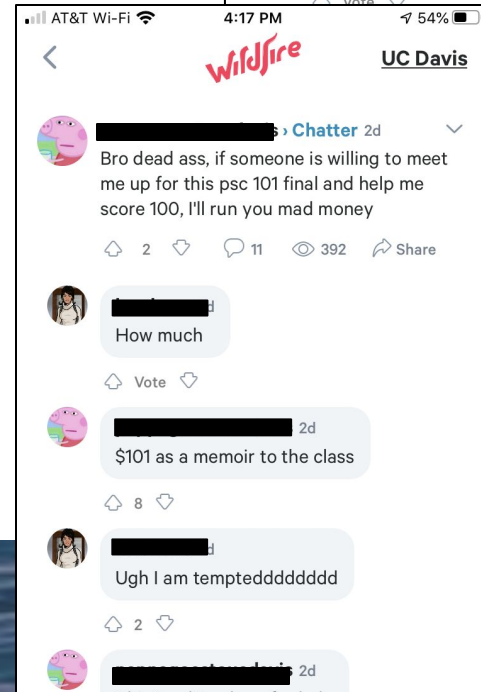 Vote
AT&T Wi-Fi 4:17 PM 54%
Wildfire UC Davis
› Chatter 2d
Bro dead ass, if someone is willing to meet
me up for this psc 101 final and help me
score 100, I'll run you mad money
2 11 392 Share
How much
Vote
2d
$101 as a memoir to the class
8
Ugh I am temptedddddddd
2
2d